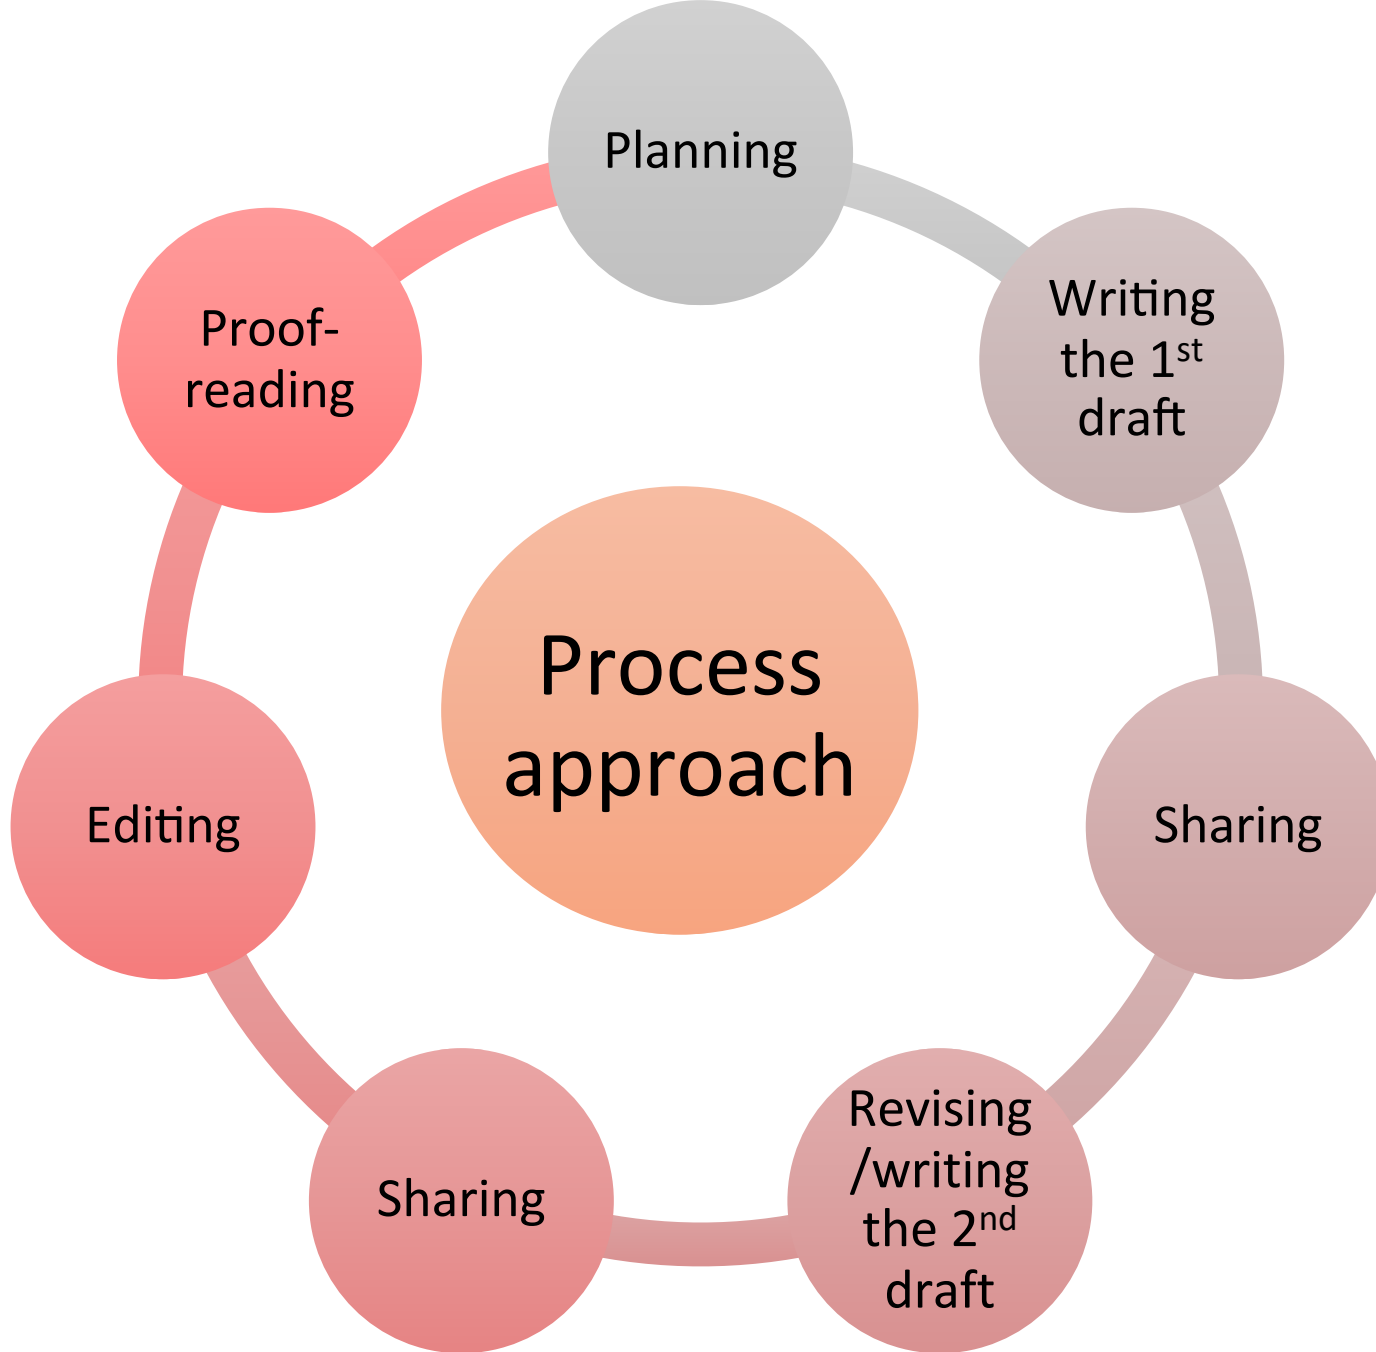 Planning
Writing
the 1st
draft
Sharing
Revising
/writing
the 2nd
draft
Sharing
Editing
Proof-
reading
Process
approach